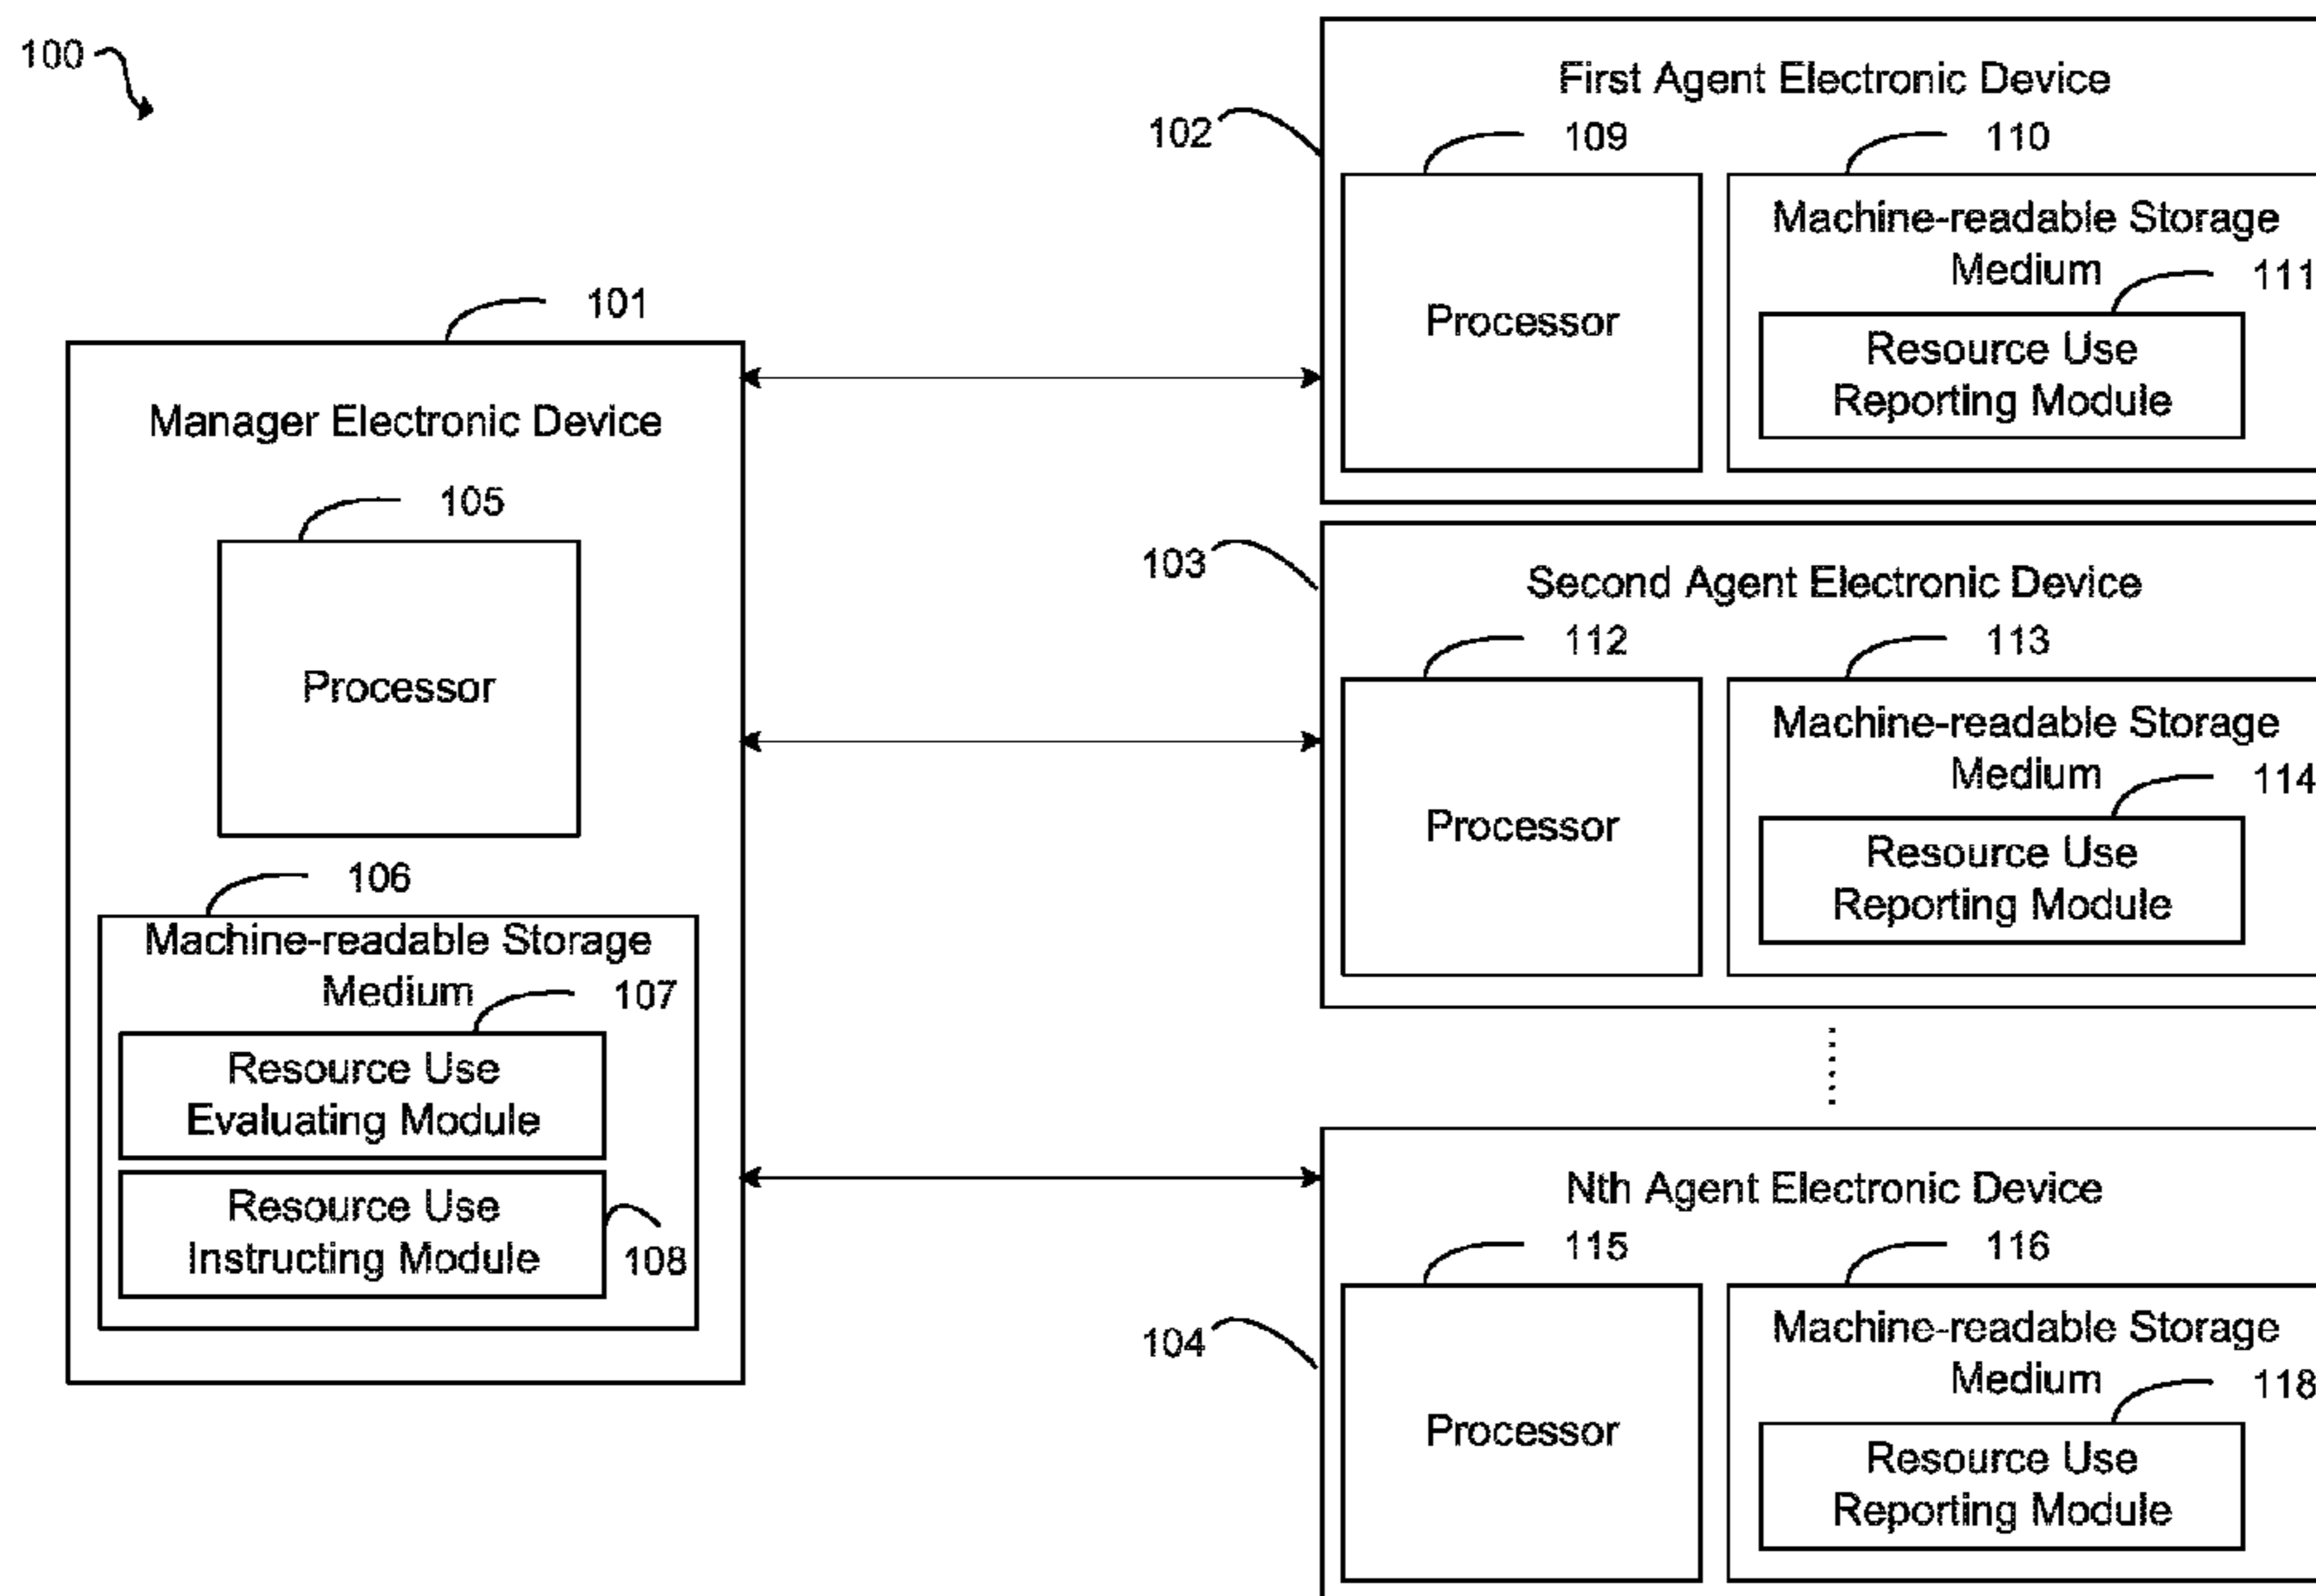 100
101
Manager Electronic Device
105
Processor
106
Machine-readable Storage
Medium
107
Resource Use
Evaluating Module
Resource Use
Instructing Module
108
102
First Agent Electronic Device
109
Processor
110
Machine-readable Storage
Medium
111
Resource Use
Reporting Module
103
Second Agent Electronic Device
112
Processor
113
Machine-readable Storage
Medium
114
Resource Use
Reporting Module
104
Nth Agent Electronic Device
115
Processor
116
Machine-readable Storage
Medium
118
Resource Use
Reporting Module